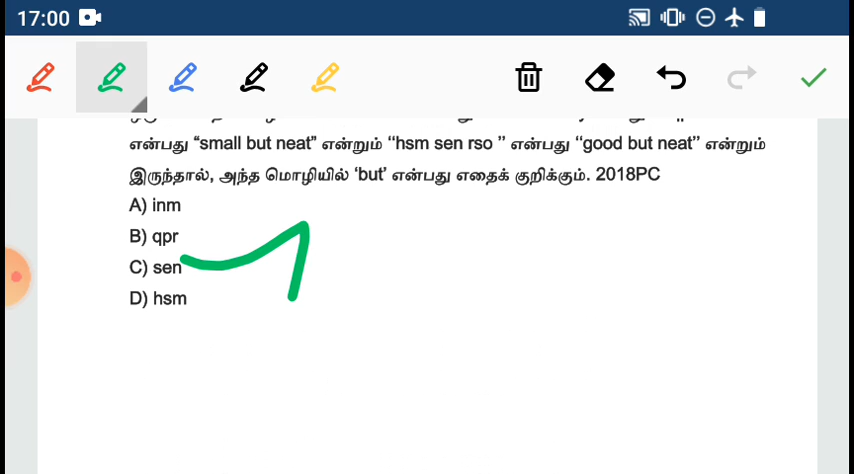 17:00
என்பது “small but neat” என்றும் ‘‘hsm sen rso ’’ என்பது ‘‘good but neat’’ என்றும்
இருந்தால், அந்த மொழியில் ‘but’ என்பது எதைக் குறிக்கும். 2018PC
A) inm
B) qpr
C) sen
D) hsm